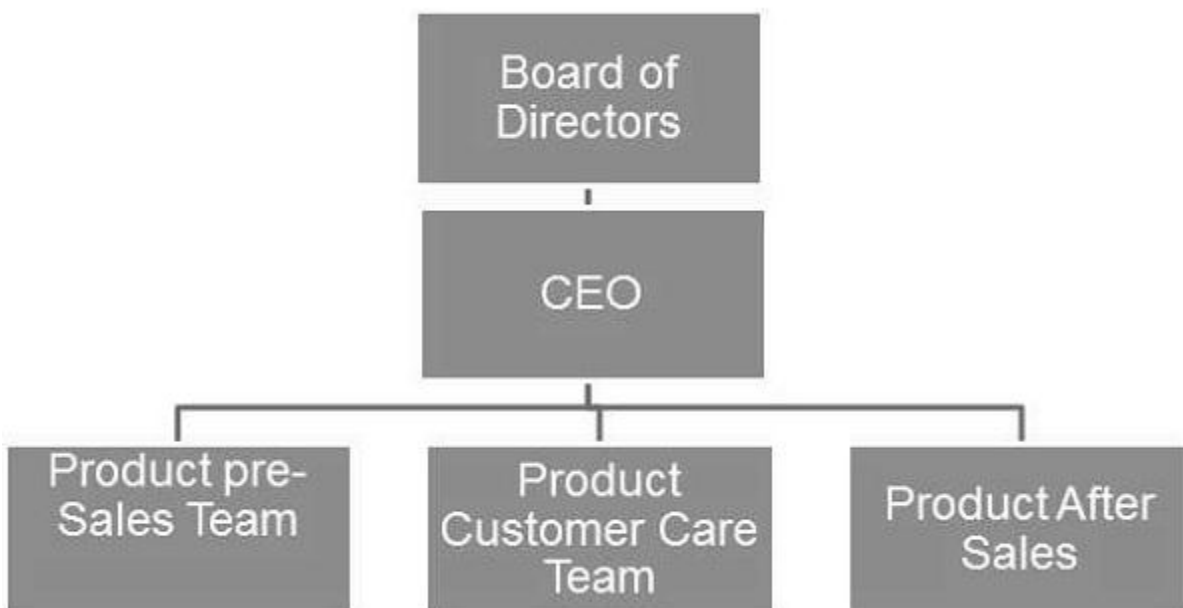 Board of
Directors
CEO
Product pre-
Sales Team
Product
Customer Care
Team
Product After
Sales